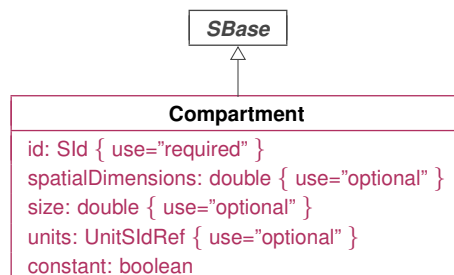 SBase
Compartment
id: SId { use="required" }
spatialDimensions: double { use="optional" }
size: double { use="optional" }
units: UnitSIdRef { use="optional" }
constant: boolean